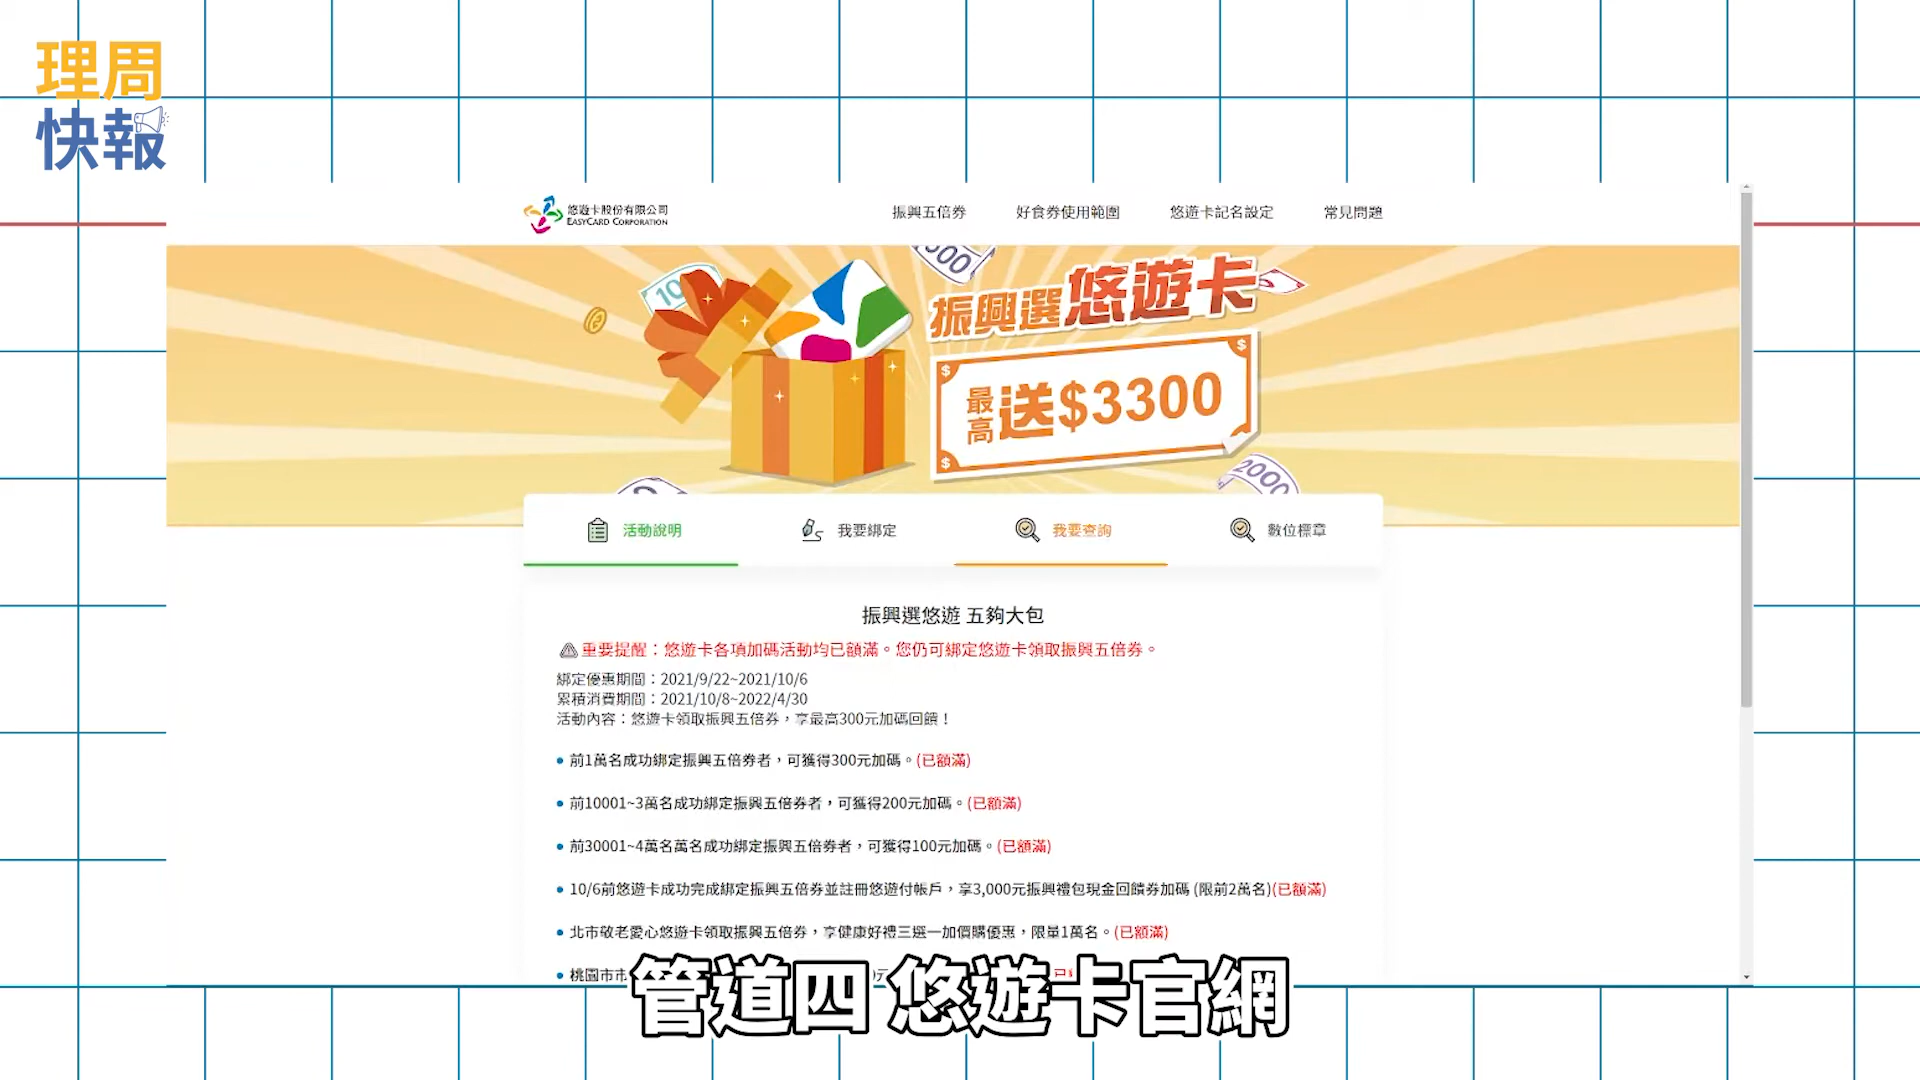 理周
快報
悠遊卡股份有限公司
EASYCARD CORPORATION
振興五倍券
好食券使用範圍
悠遊卡記名設定
常見問題
振興選悠遊卡
最高送$3300
2000
活動說明
我要綁定
我要查詢
數位標章
振興選悠遊 五夠大包
重要提醒：悠遊卡各項加碼活動均已額滿。您仍可綁定悠遊卡領取振興五倍券。
綁定優惠期間：2021/9/22~2021/10/6
累積消費期間：2021/10/8~2022/4/30
活動內容：悠遊卡領取振興五倍券，享最高300元加碼回饋！
前1萬名成功綁定振興五倍券者，可獲得300元加碼。(已額滿)
前10001~3萬名成功綁定振興五倍券者，可獲得200元加碼。(已額滿)
前30001~4萬名萬名成功綁定振興五倍券者，可獲得100元加碼。(已額滿)
10/6前悠遊卡成功完成綁定振興五倍券並註冊悠遊付帳戶，享3,000元振興禮包現金回饋券加碼 (限前2萬名)(已額滿)
北市敬老愛心悠遊卡領取振興五倍券，享健康好禮三選一加價購優惠，限量1萬名。(已額滿)
桃園市市
管道四 悠遊卡官網